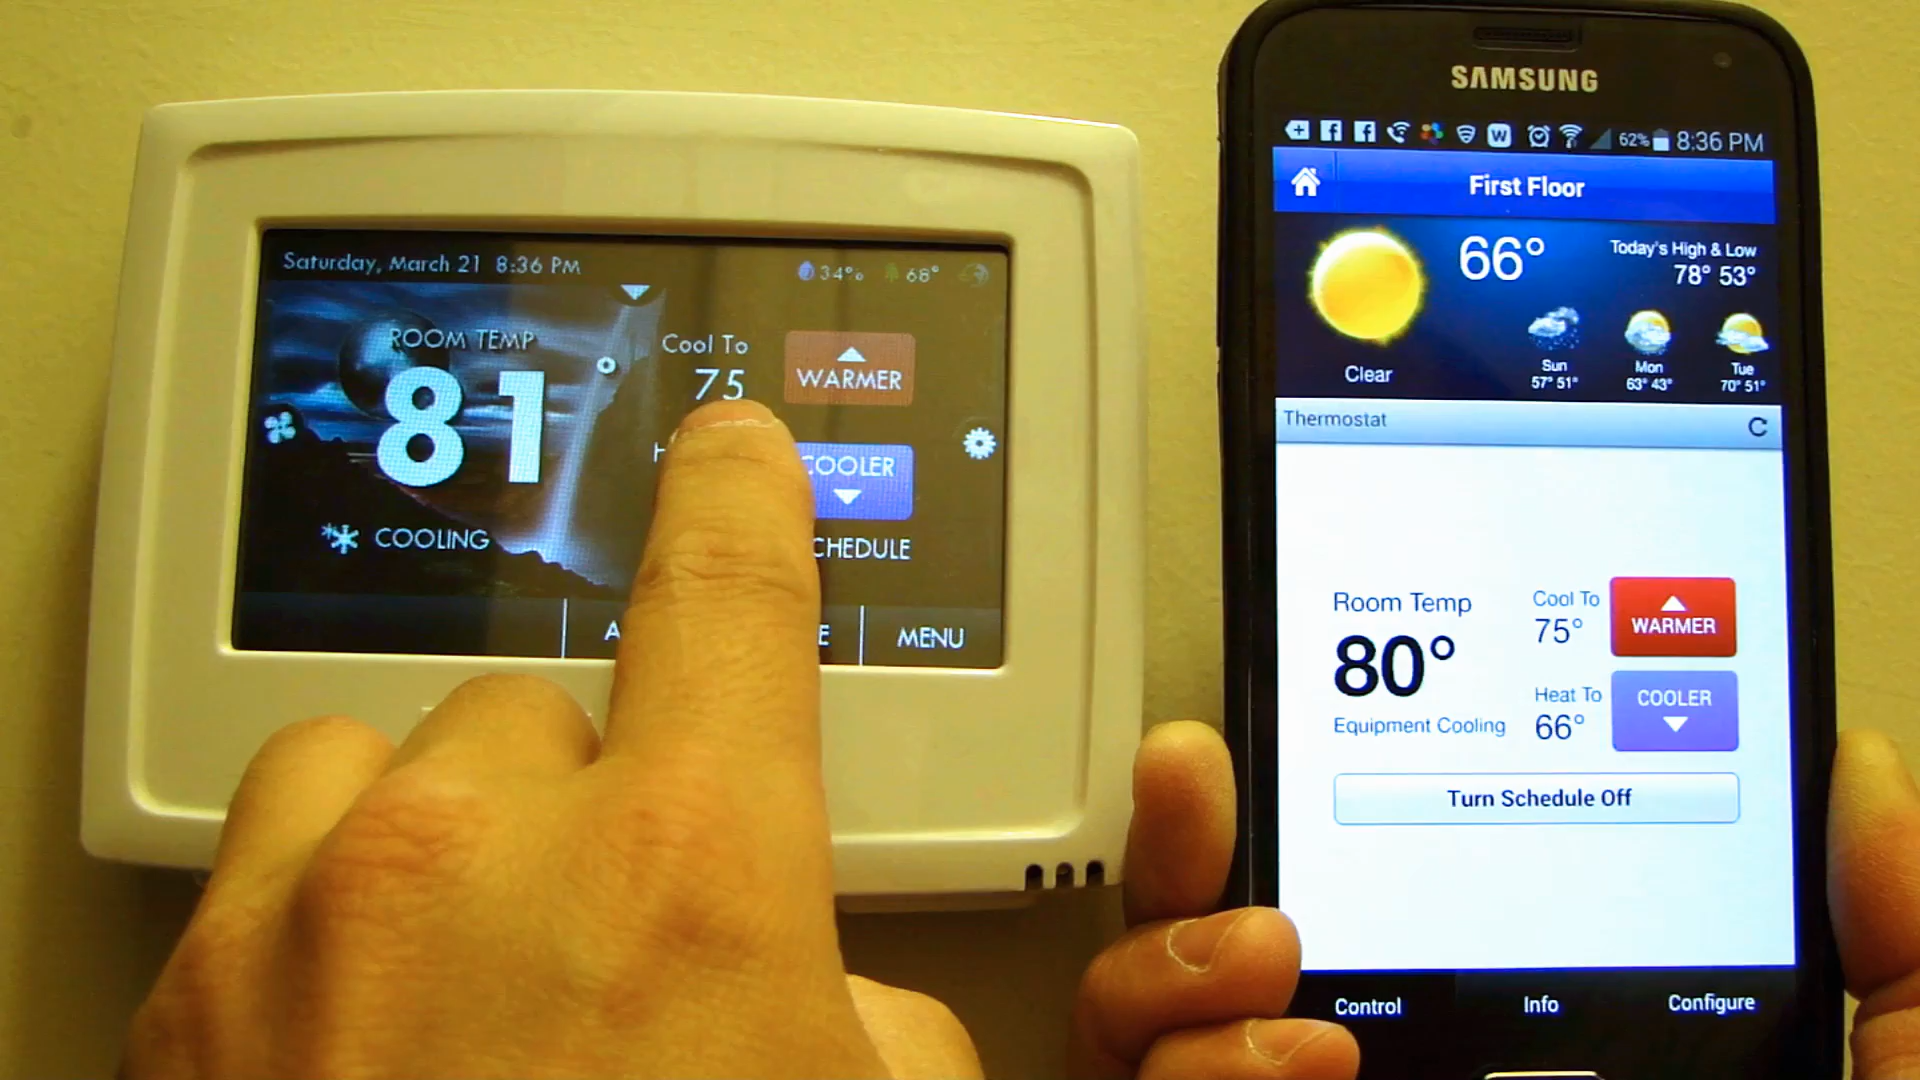 Saturday, March 21 8:36 PM
34% 68°
ROOM TEMP
81
Cool To
75
WARMER
COOLER
COOLING
MENU
SAMSUNG
62% 8:36 PM
First Floor
66°
Today's High & Low
78° 53°
Clear
Sun
57° 51°
Mon
63° 43°
Tue
70° 51°
Thermostat
Room Temp
80°
Equipment Cooling
Cool To
75°
WARMER
Heat To
66°
COOLER
Turn Schedule Off
Control
Info
Configure